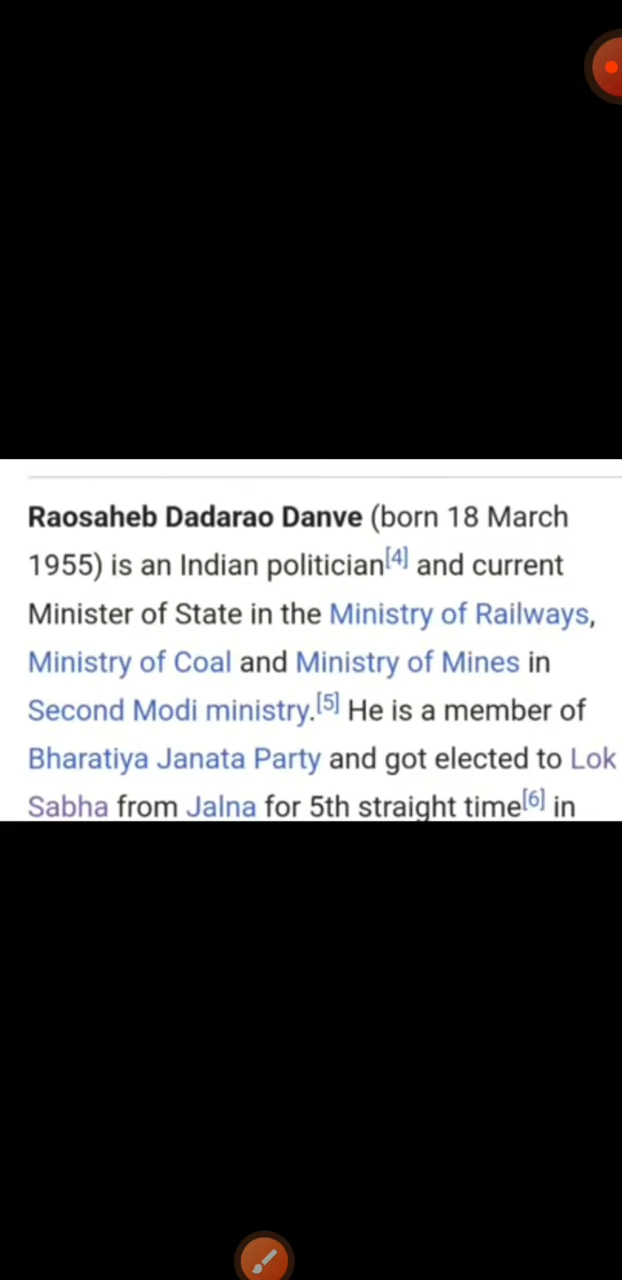 Raosaheb Dadarao Danve (born 18 March
1955) is an Indian politician[4] and current
Minister of State in the Ministry of Railways,
Ministry of Coal and Ministry of Mines in
Second Modi ministry.[5] He is a member of
Bharatiya Janata Party and got elected to Lok
Sabha from Jalna for 5th straight time[6] in